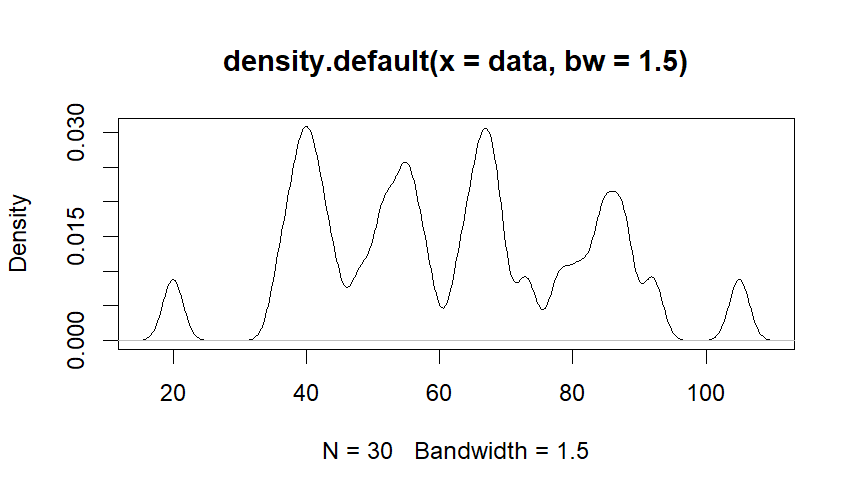 density.default(x = data, bw = 1.5)
Density
0.030
0.015
0.000
20 40 60 80 100
N = 30 Bandwidth = 1.5